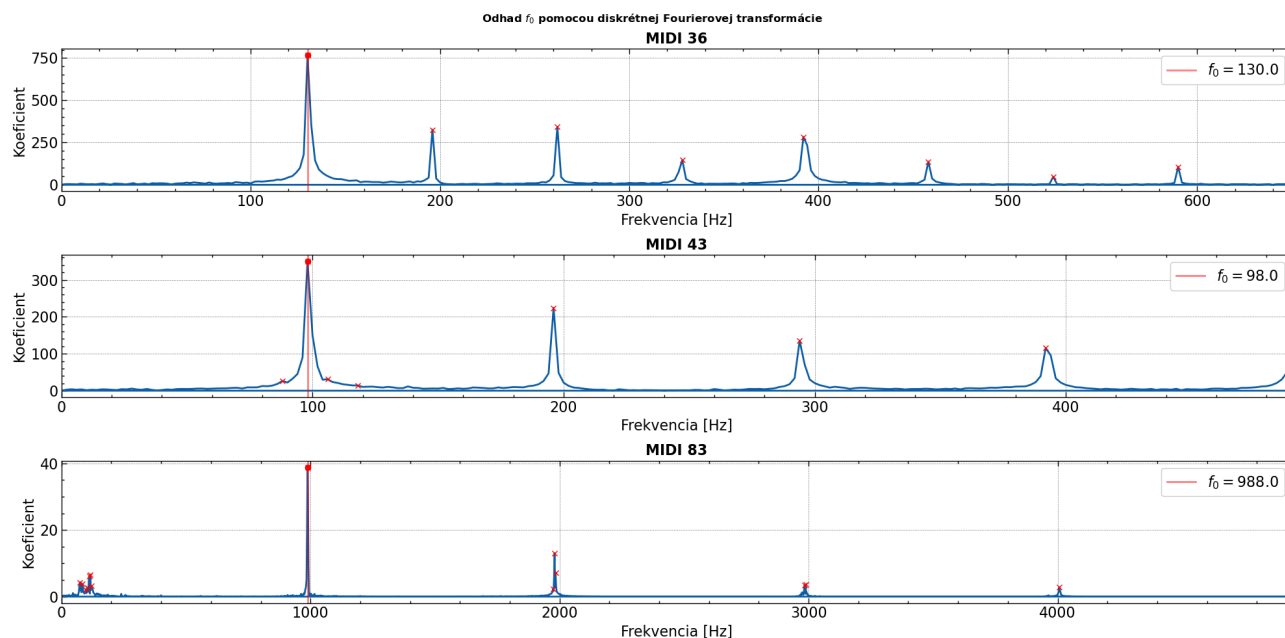 Odhad f₀ pomocou diskrétnej Fourierovej transformácie
MIDI 36
Koeficient
750
500
250
0
f₀ = 130.0
0 100 200 300 400 500 600
Frekvencia [Hz]
MIDI 43
Koeficient
300
200
100
0
f₀ = 98.0
0 100 200 300 400
Frekvencia [Hz]
MIDI 83
Koeficient
40
20
0
f₀ = 988.0
0 1000 2000 3000 4000
Frekvencia [Hz]